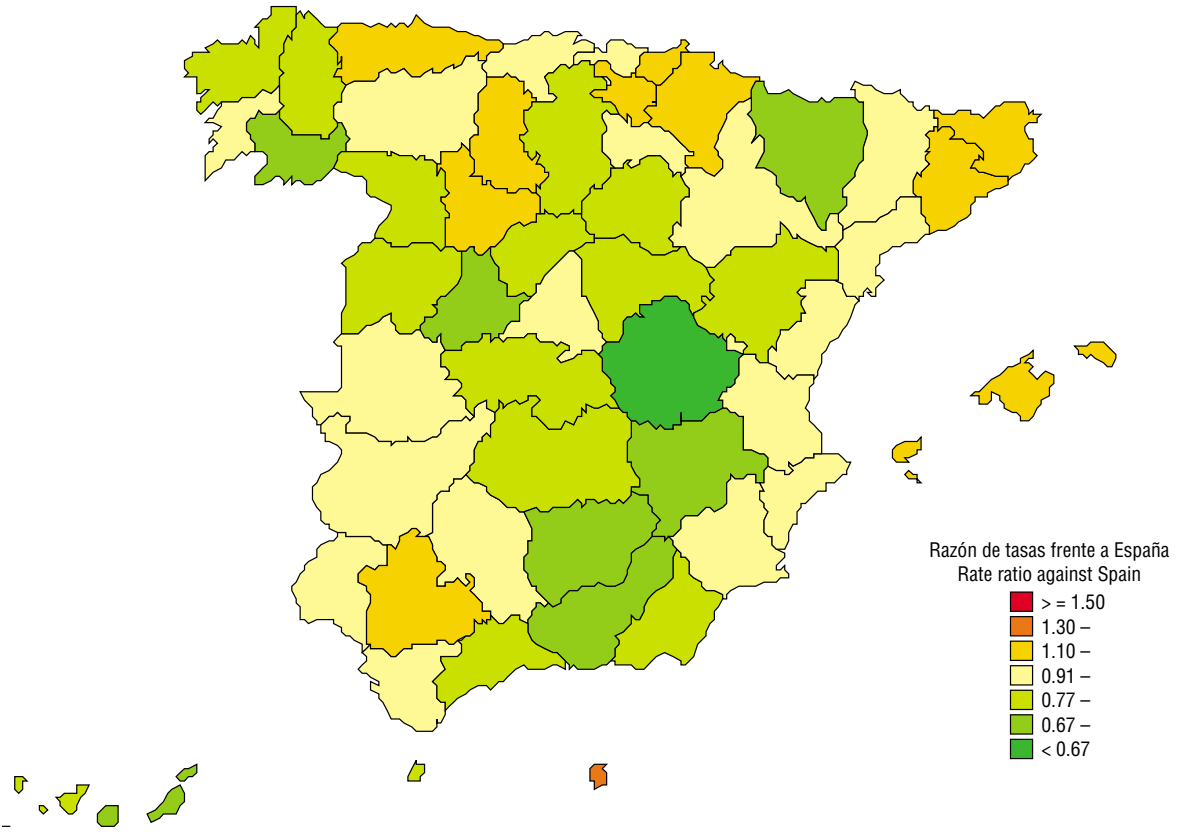 Razón de tasas frente a España
Rate ratio against Spain
> = 1.50
1.30 –
1.10 –
0.91 –
0.77 –
0.67 –
< 0.67